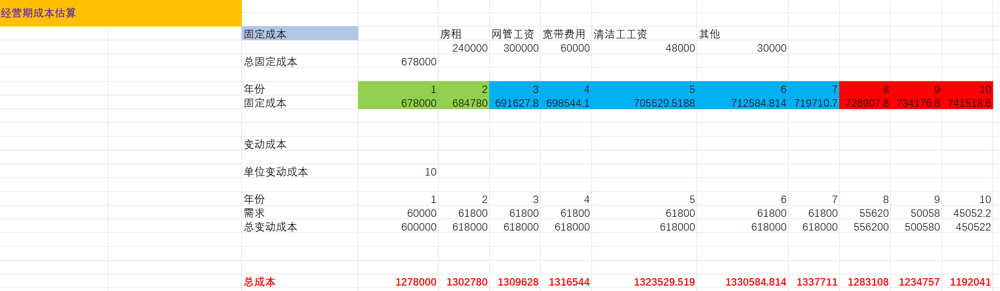 经营期成本估算
固定成本 房租 网管工资 宽带费用 清洁工工资 其他
240000 300000 60000 48000 30000
总固定成本 678000
年份 1 2 3 4 5 6 7 8 9 10
固定成本 678000 684780 691627.8 698544.1 705529.5188 712584.814 719710.7 726907.8 734176.8 741518.6
变动成本
单位变动成本 10
年份 1 2 3 4 5 6 7 8 9 10
需求 60000 61800 61800 61800 61800 61800 61800 55620 50058 45052.2
总变动成本 600000 618000 618000 618000 618000 618000 618000 556200 500580 450522
总成本 1278000 1302780 1309628 1316544 1323529.519 1330584.814 1337711 1283108 1234757 1192041